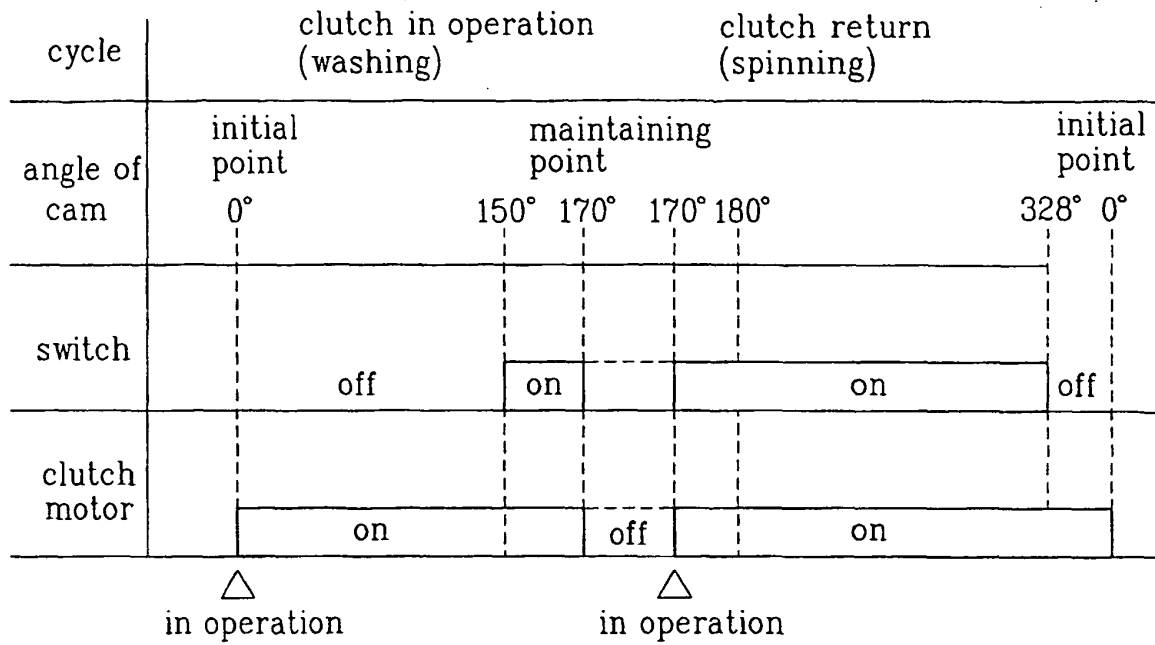 cycle
clutch in operation
(washing)
clutch return
(spinning)
angle of
cam
initial
point
maintaining
point
initial
point
0° 150° 170° 170° 180° 328° 0°
switch
off on on off
clutch
motor
on off on
in operation in operation